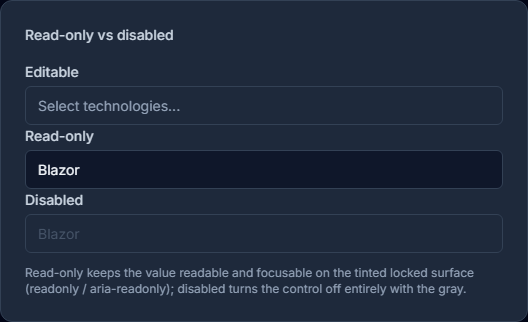 Read-only vs disabled
Editable
Select technologies...
Read-only
Blazor
Disabled
Blazor
Read-only keeps the value readable and focusable on the tinted locked surface
(readonly / aria-readonly); disabled turns the control off entirely with the gray.